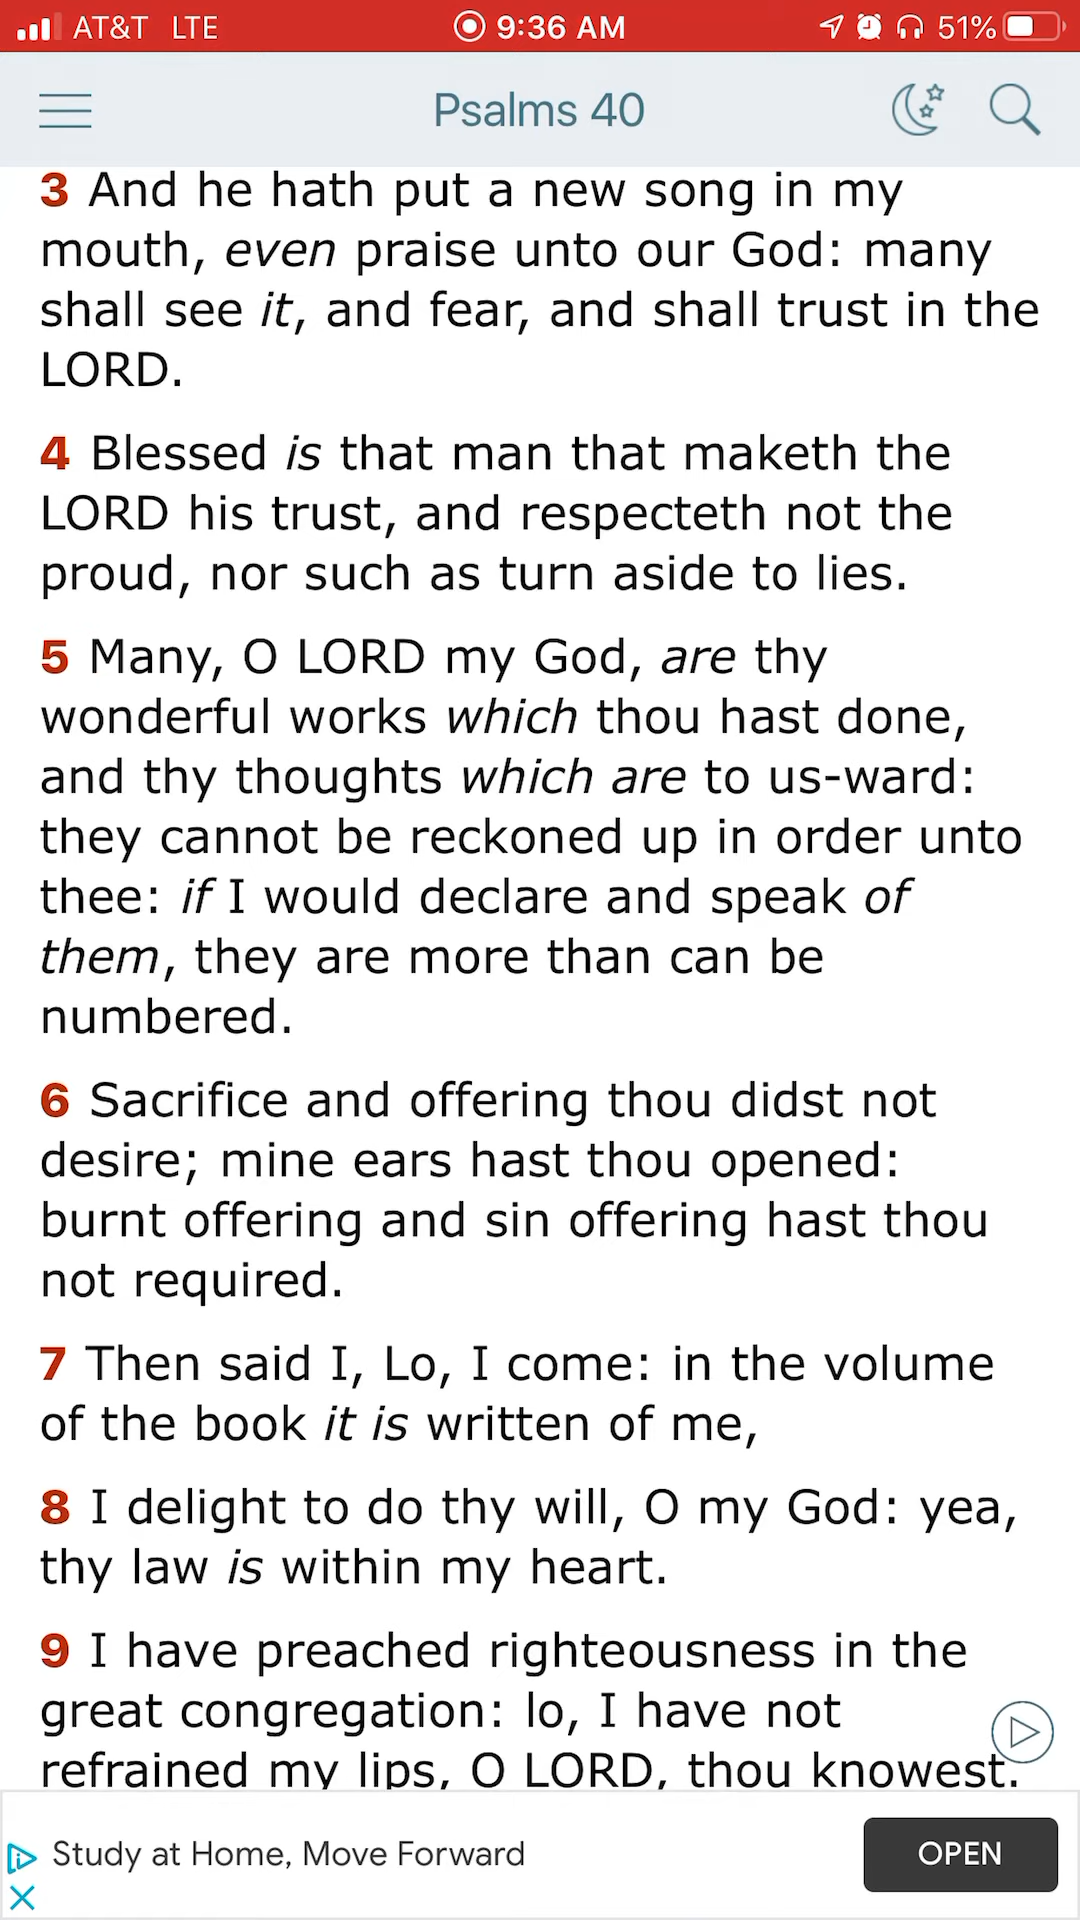 AT&T LTE 9:36 AM 51%
Psalms 40
3 And he hath put a new song in my
mouth, even praise unto our God: many
shall see it, and fear, and shall trust in the
LORD.
4 Blessed is that man that maketh the
LORD his trust, and respecteth not the
proud, nor such as turn aside to lies.
5 Many, O LORD my God, are thy
wonderful works which thou hast done,
and thy thoughts which are to us-ward:
they cannot be reckoned up in order unto
thee: if I would declare and speak of
them, they are more than can be
numbered.
6 Sacrifice and offering thou didst not
desire; mine ears hast thou opened:
burnt offering and sin offering hast thou
not required.
7 Then said I, Lo, I come: in the volume
of the book it is written of me,
8 I delight to do thy will, O my God: yea,
thy law is within my heart.
9 I have preached righteousness in the
great congregation: lo, I have not
refrained my lips, O LORD, thou knowest.
Study at Home, Move Forward
OPEN